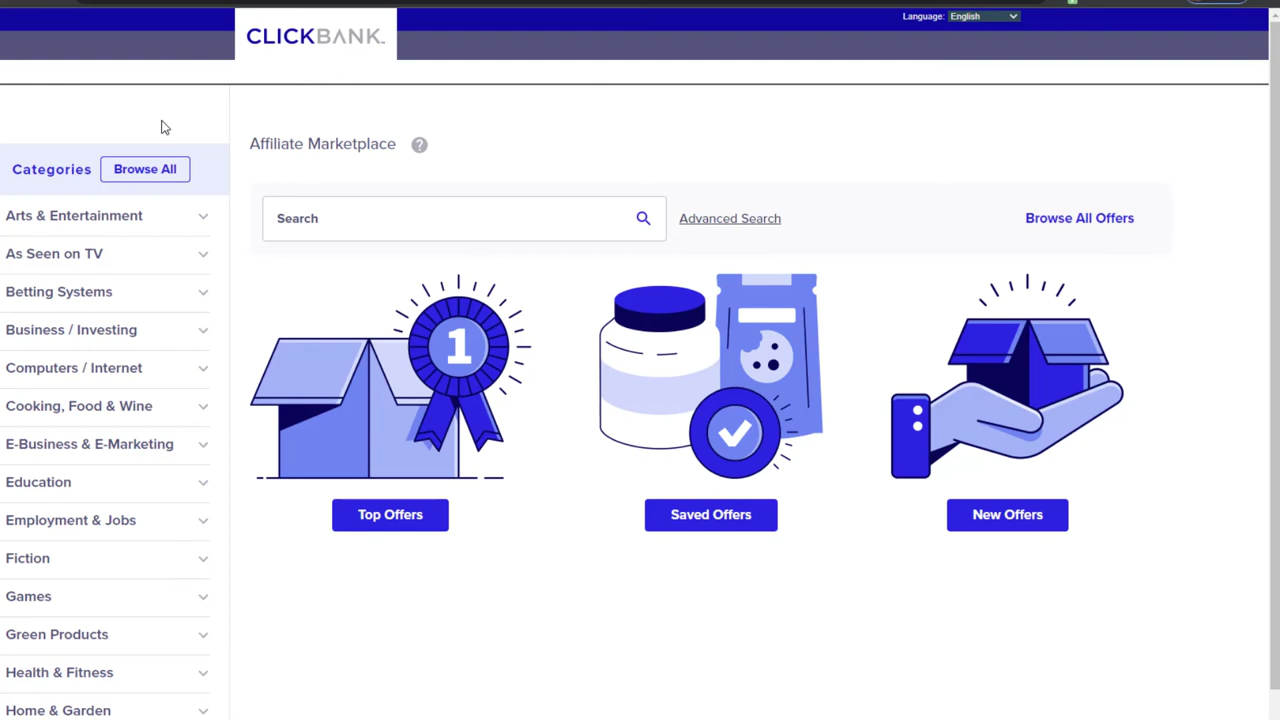 Language: English
CLICKBANK™
Affiliate Marketplace ?
Categories Browse All
Search Advanced Search Browse All Offers
Arts & Entertainment
As Seen on TV
Betting Systems
Business / Investing
Computers / Internet
Cooking, Food & Wine
E-Business & E-Marketing
Education
Employment & Jobs
Fiction
Games
Green Products
Health & Fitness
Home & Garden
1
Top Offers Saved Offers New Offers